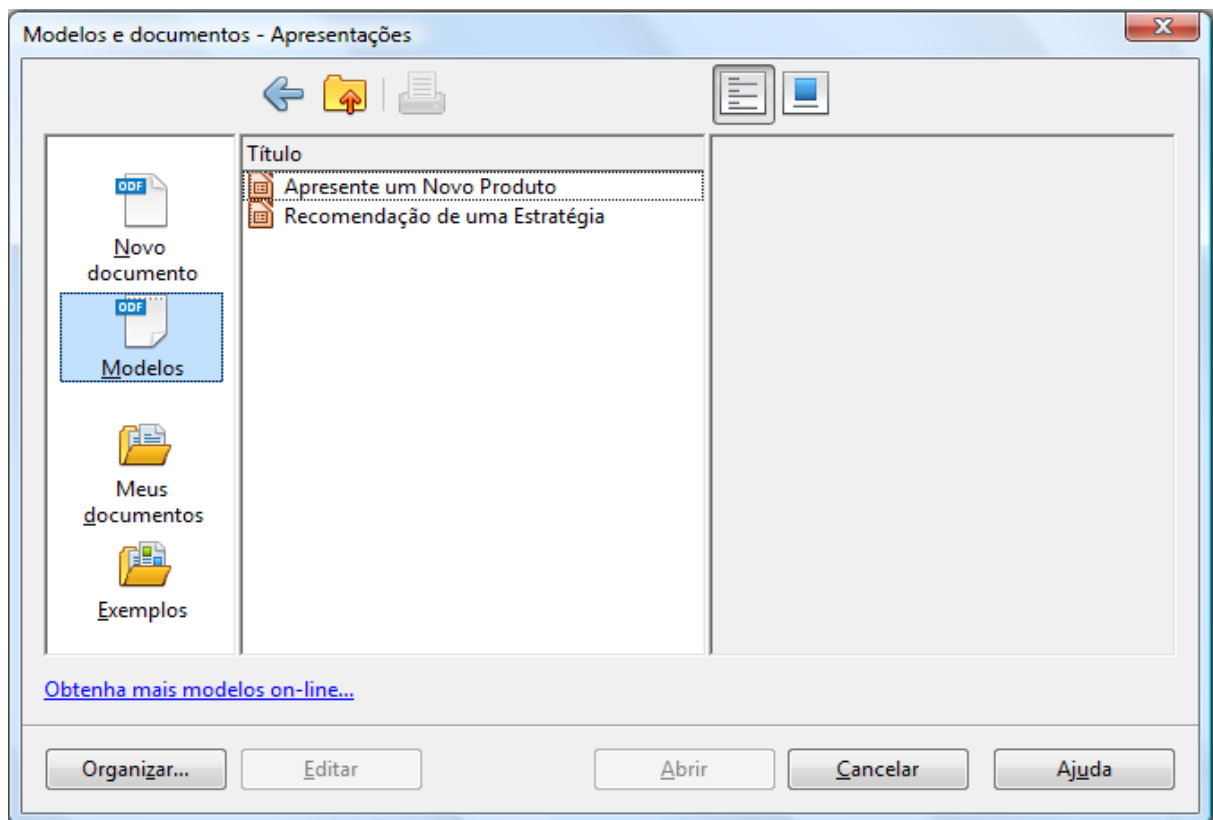 Modelos e documentos - Apresentações
Título
Apresente um Novo Produto
Recomendação de uma Estratégia
ODF
Novo
documento
ODF
Modelos
Meus
documentos
Exemplos
Obtenha mais modelos on-line...
Organizar...
Editar
Abrir
Cancelar
Ajuda